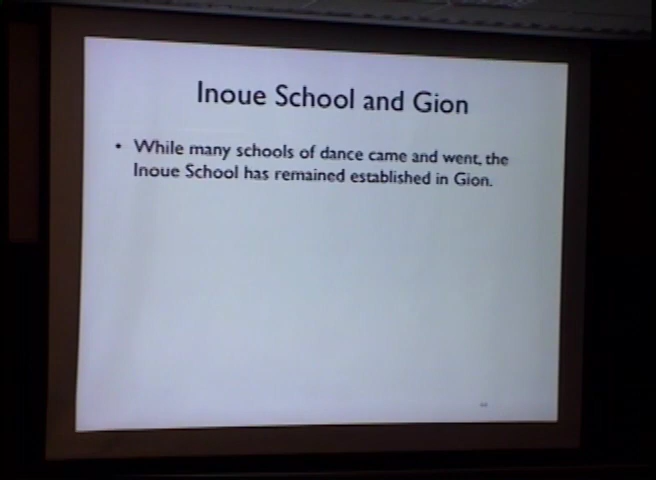 Inoue School and Gion
• While many schools of dance came and went, the
Inoue School has remained established in Gion.